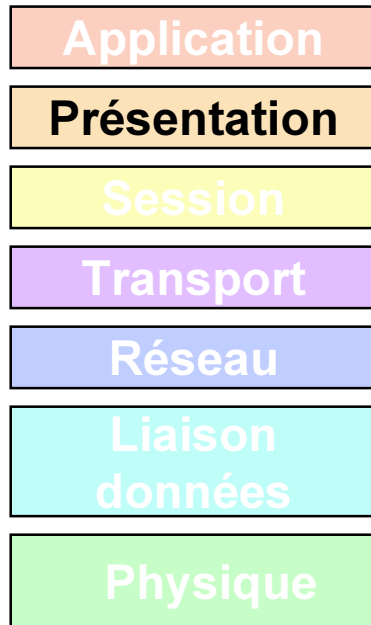 Application
Présentation
Session
Transport
Réseau
Liaison
données
Physique